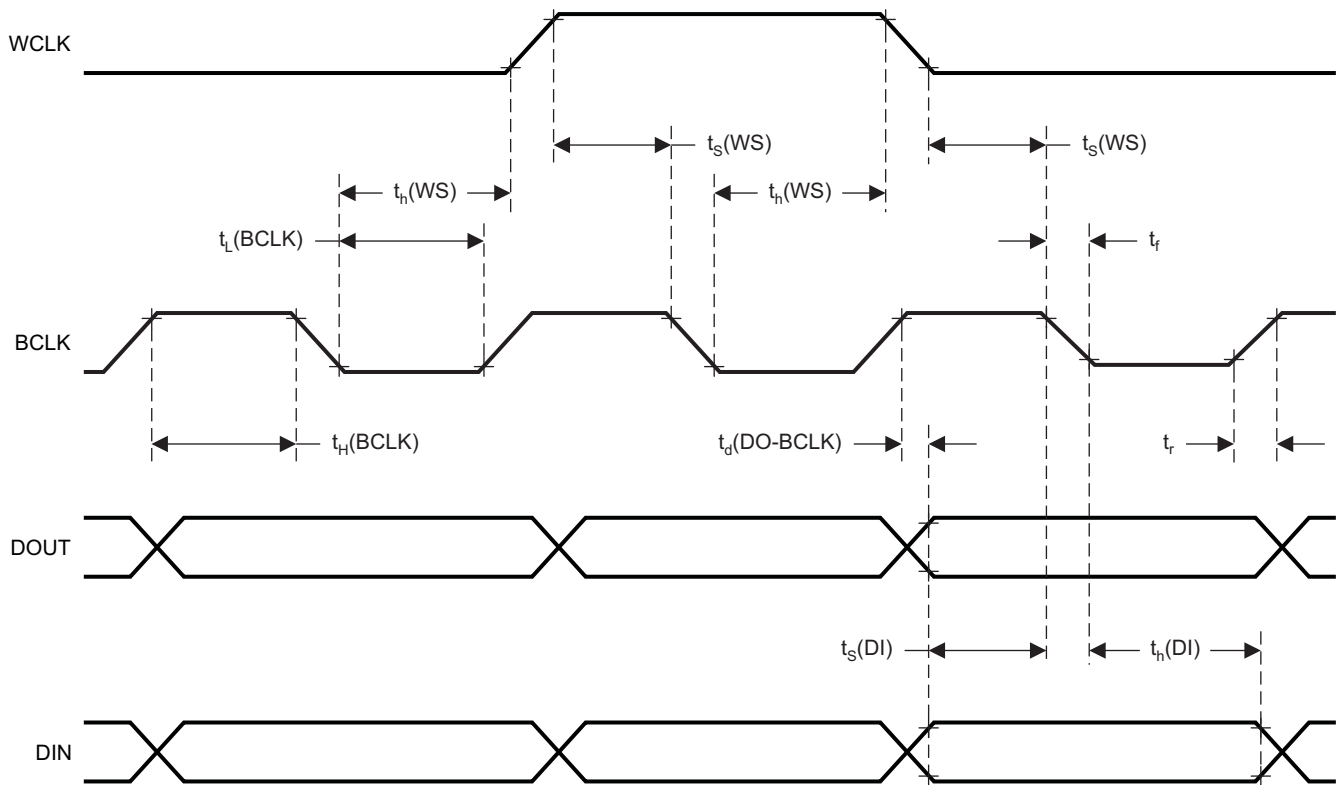 WCLK
tS(WS) tS(WS)
th(WS) th(WS)
tL(BCLK) tf
BCLK
tH(BCLK) td(DO-BCLK) tr
DOUT
tS(DI) th(DI)
DIN